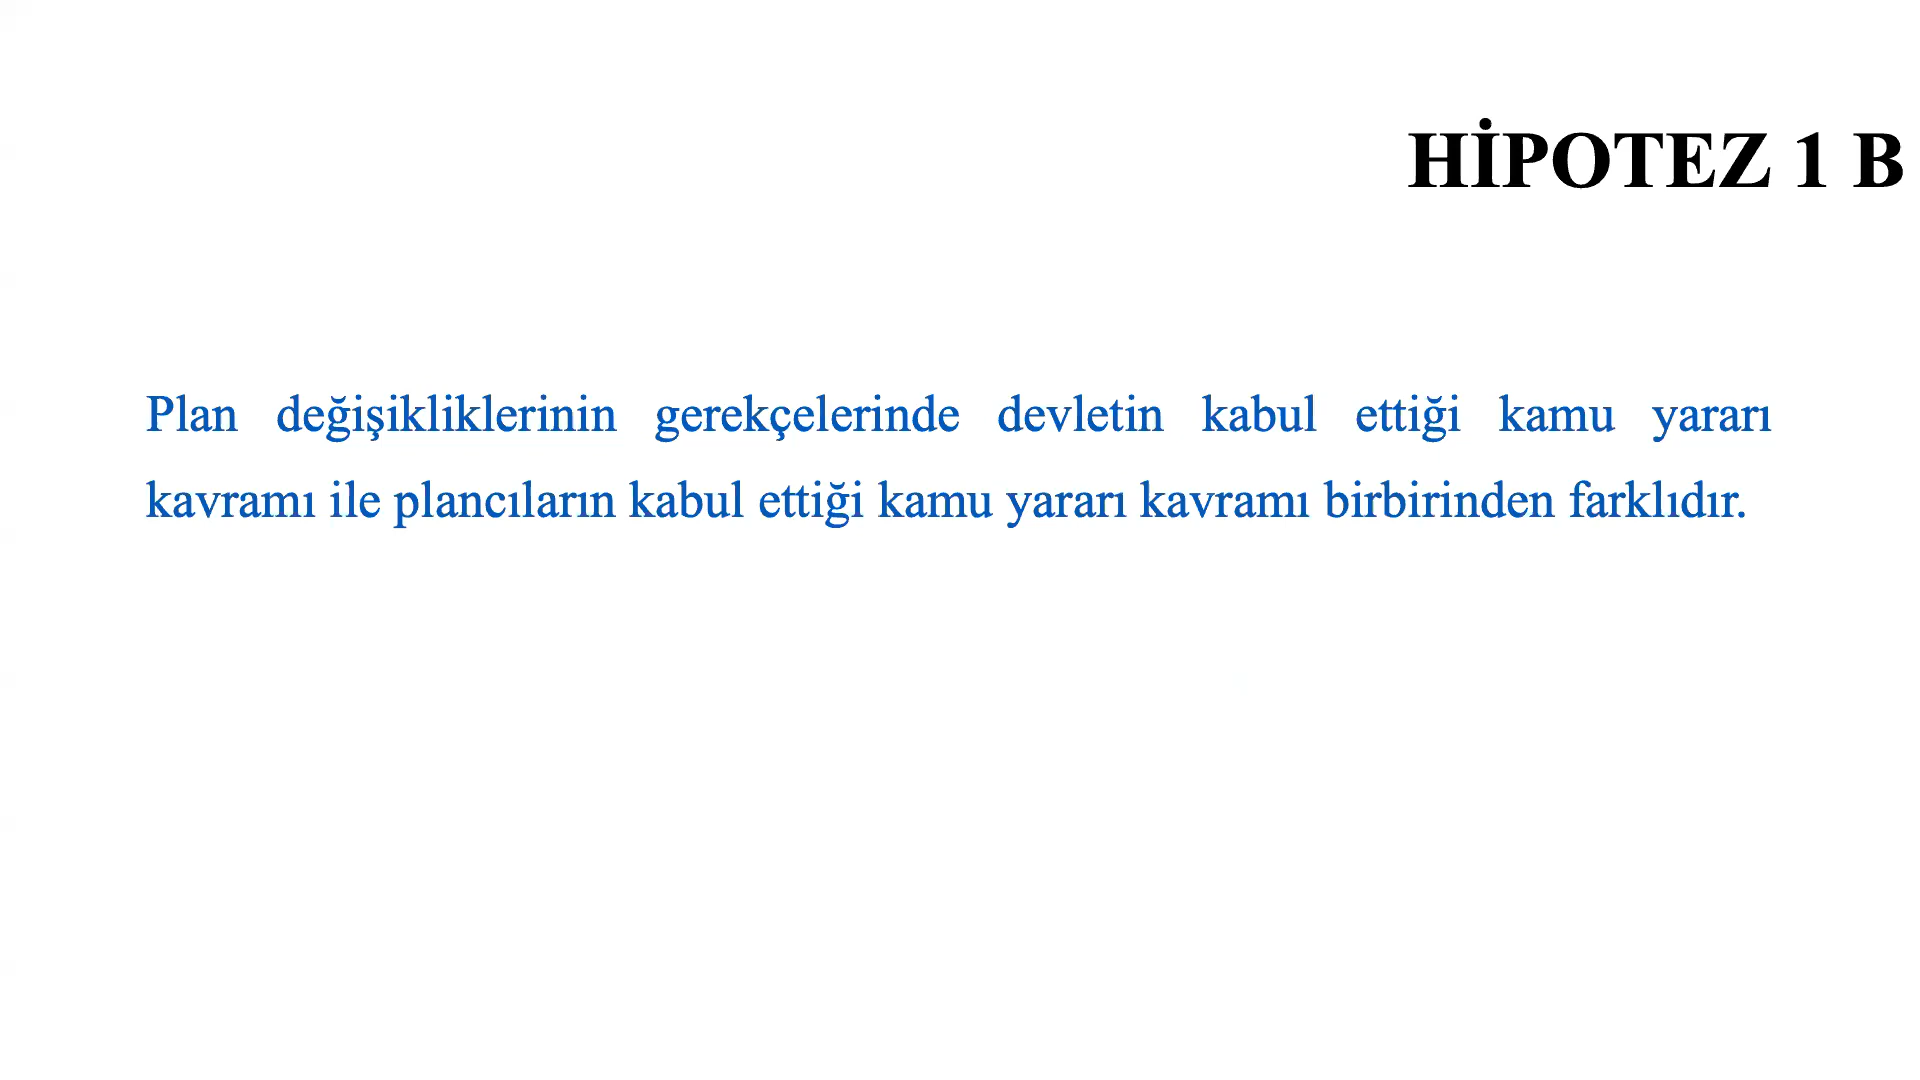 HİPOTEZ 1 B
Plan değişikliklerinin gerekçelerinde devletin kabul ettiği kamu yararı
kavramı ile plancıların kabul ettiği kamu yararı kavramı birbirinden farklıdır.